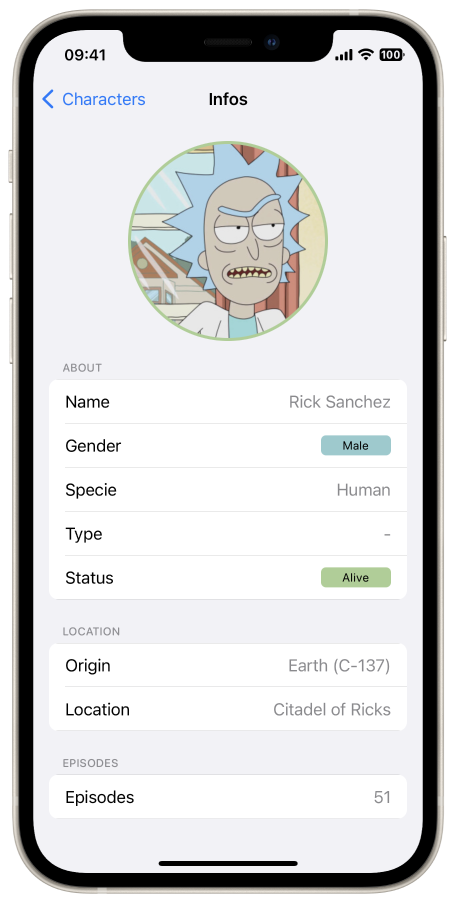 09:41
100
Characters
Infos
ABOUT
Name Rick Sanchez
Gender Male
Specie Human
Type -
Status Alive
LOCATION
Origin Earth (C-137)
Location Citadel of Ricks
EPISODES
Episodes 51